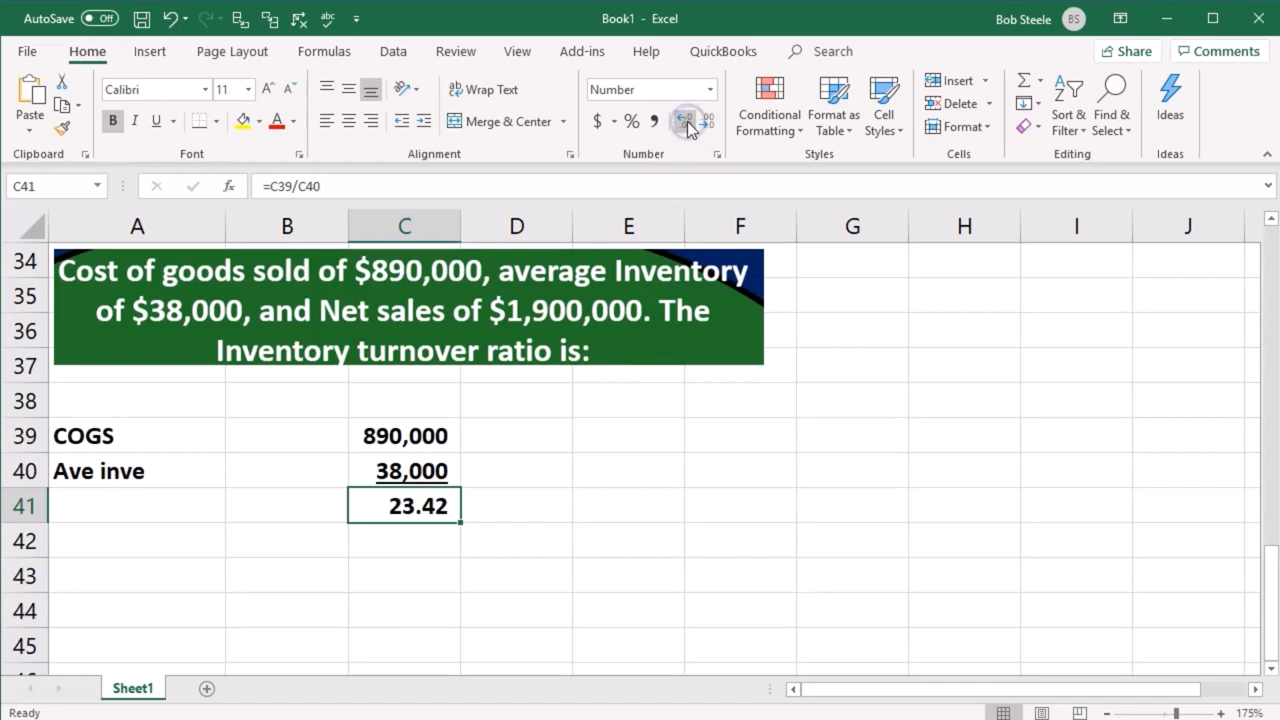 AutoSave Off Book1 - Excel Bob Steele BS
File Home Insert Page Layout Formulas Data Review View Add-ins Help QuickBooks Search Share Comments
Paste
Calibri 11 A A
B I U A
ab Wrap Text
Merge & Center
Number
$ % ,
Conditional Formatting
Format as Table
Cell Styles
Insert
Delete
Format
Sort & Filter
Find & Select
Ideas
Clipboard Font Alignment Number Styles Cells Editing Ideas
C41 fx =C39/C40
A B C D E F G H I J
34
35
36
37
Cost of goods sold of $890,000, average Inventory
of $38,000, and Net sales of $1,900,000. The
Inventory turnover ratio is:
38
39 COGS 890,000
40 Ave inve 38,000
41 23.42
42
43
44
45
Sheet1
Ready 175%